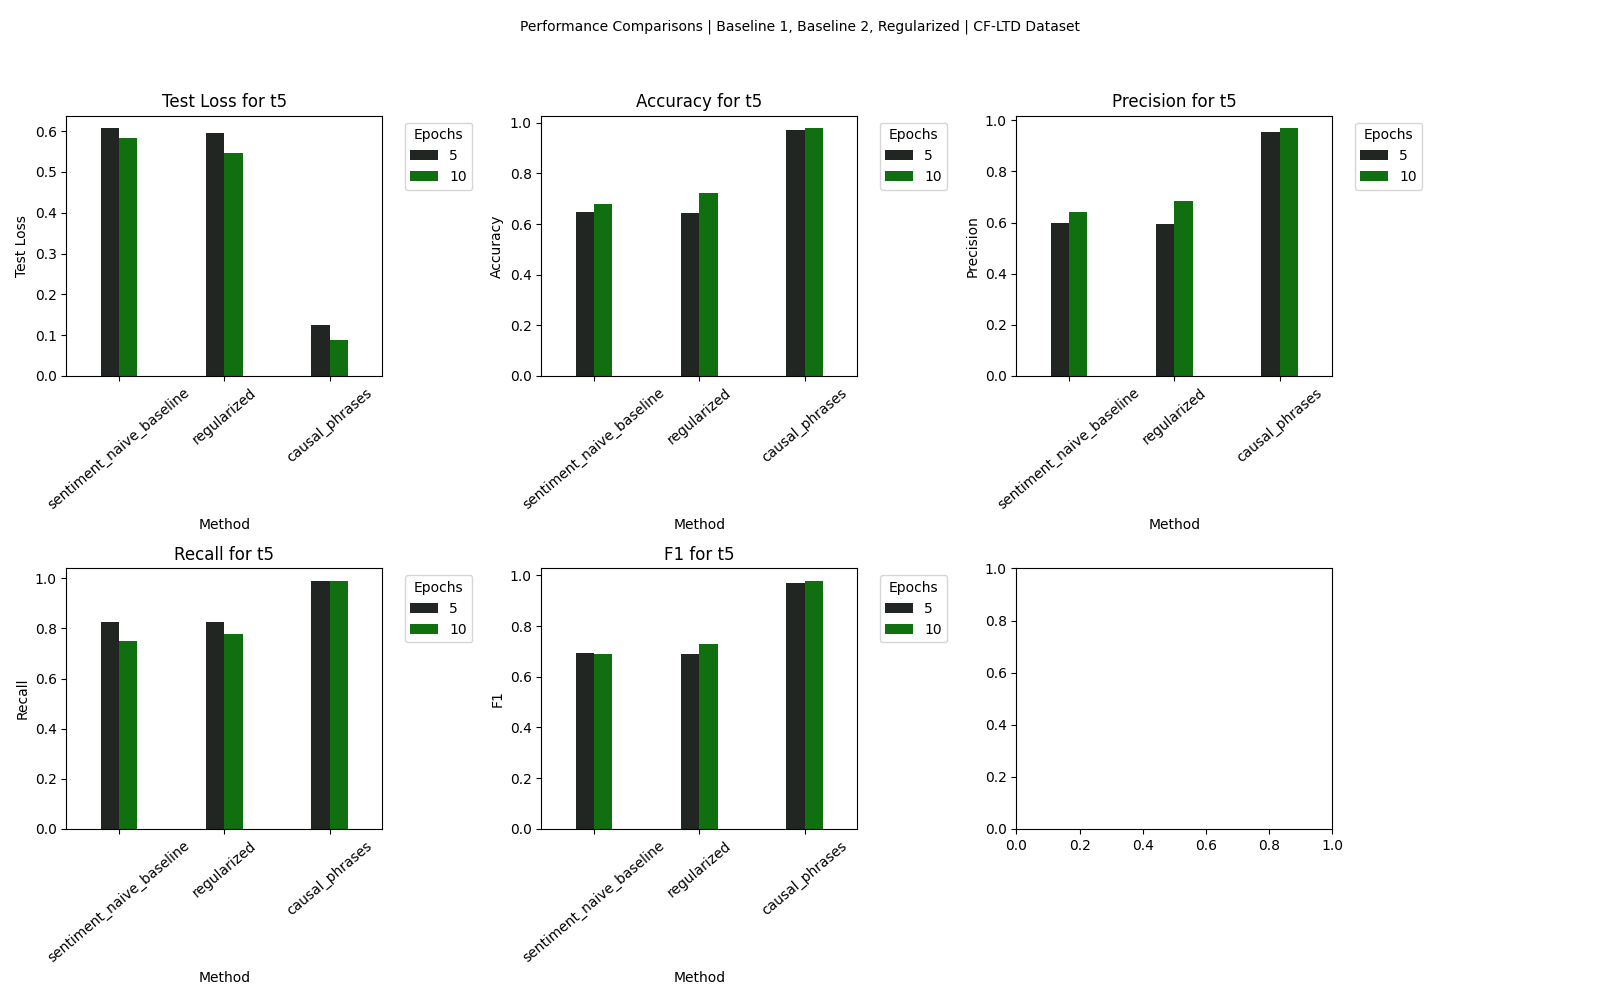 Performance Comparisons | Baseline 1, Baseline 2, Regularized | CF-LTD Dataset
Test Loss for t5
Test Loss
0.6
0.5
0.4
0.3
0.2
0.1
0.0
sentiment_naive_baseline
regularized
causal_phrases
Method
Epochs
5
10
Accuracy for t5
Accuracy
1.0
0.8
0.6
0.4
0.2
0.0
sentiment_naive_baseline
regularized
causal_phrases
Method
Epochs
5
10
Precision for t5
Precision
1.0
0.8
0.6
0.4
0.2
0.0
sentiment_naive_baseline
regularized
causal_phrases
Method
Epochs
5
10
Recall for t5
Recall
1.0
0.8
0.6
0.4
0.2
0.0
sentiment_naive_baseline
regularized
causal_phrases
Method
Epochs
5
10
F1 for t5
F1
1.0
0.8
0.6
0.4
0.2
0.0
sentiment_naive_baseline
regularized
causal_phrases
Method
Epochs
5
10
1.0
0.8
0.6
0.4
0.2
0.0
0.0 0.2 0.4 0.6 0.8 1.0